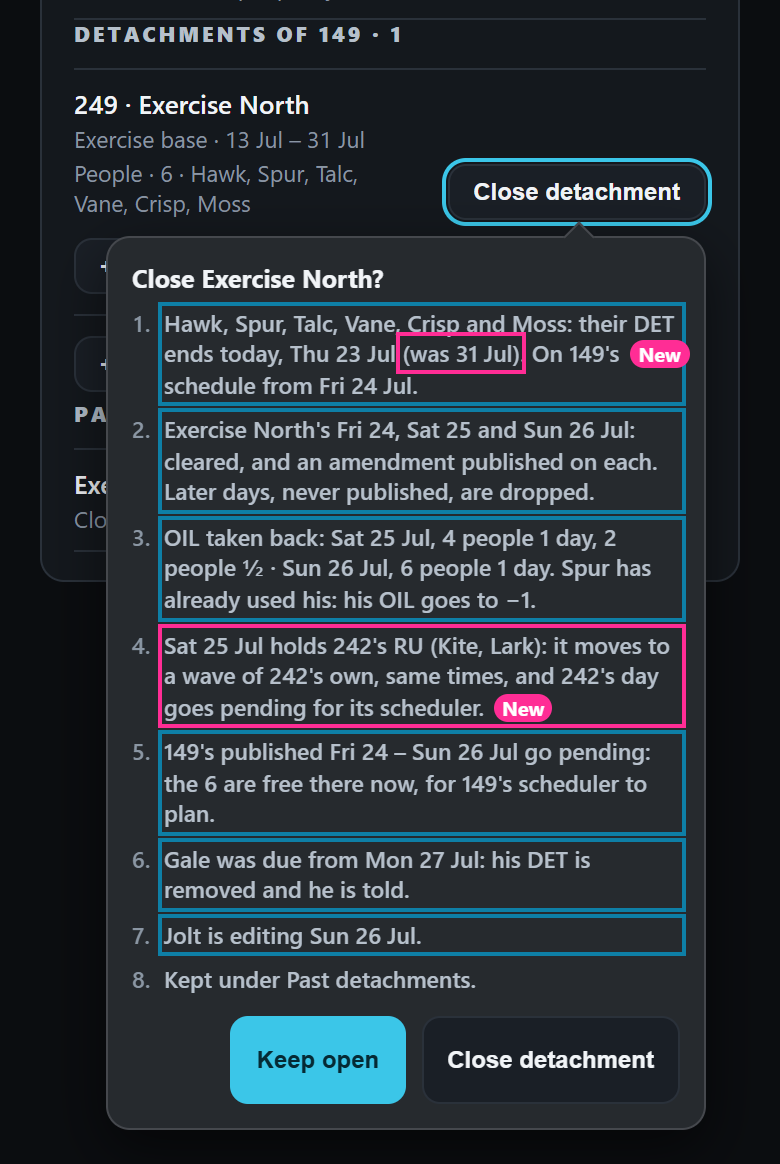 DETACHMENTS OF 149 · 1
249 · Exercise North
Exercise base · 13 Jul – 31 Jul
People · 6 · Hawk, Spur, Talc,
Vane, Crisp, Moss
Close detachment
+
+
PA
Exe
Clo
Close Exercise North?
1. Hawk, Spur, Talc, Vane, Crisp and Moss: their DET
ends today, Thu 23 Jul (was 31 Jul). On 149's New
schedule from Fri 24 Jul.
2. Exercise North's Fri 24, Sat 25 and Sun 26 Jul:
cleared, and an amendment published on each.
Later days, never published, are dropped.
3. OIL taken back: Sat 25 Jul, 4 people 1 day, 2
people ½ · Sun 26 Jul, 6 people 1 day. Spur has
already used his: his OIL goes to −1.
4. Sat 25 Jul holds 242's RU (Kite, Lark): it moves to
a wave of 242's own, same times, and 242's day
goes pending for its scheduler. New
5. 149's published Fri 24 – Sun 26 Jul go pending:
the 6 are free there now, for 149's scheduler to
plan.
6. Gale was due from Mon 27 Jul: his DET is
removed and he is told.
7. Jolt is editing Sun 26 Jul.
8. Kept under Past detachments.
Keep open
Close detachment